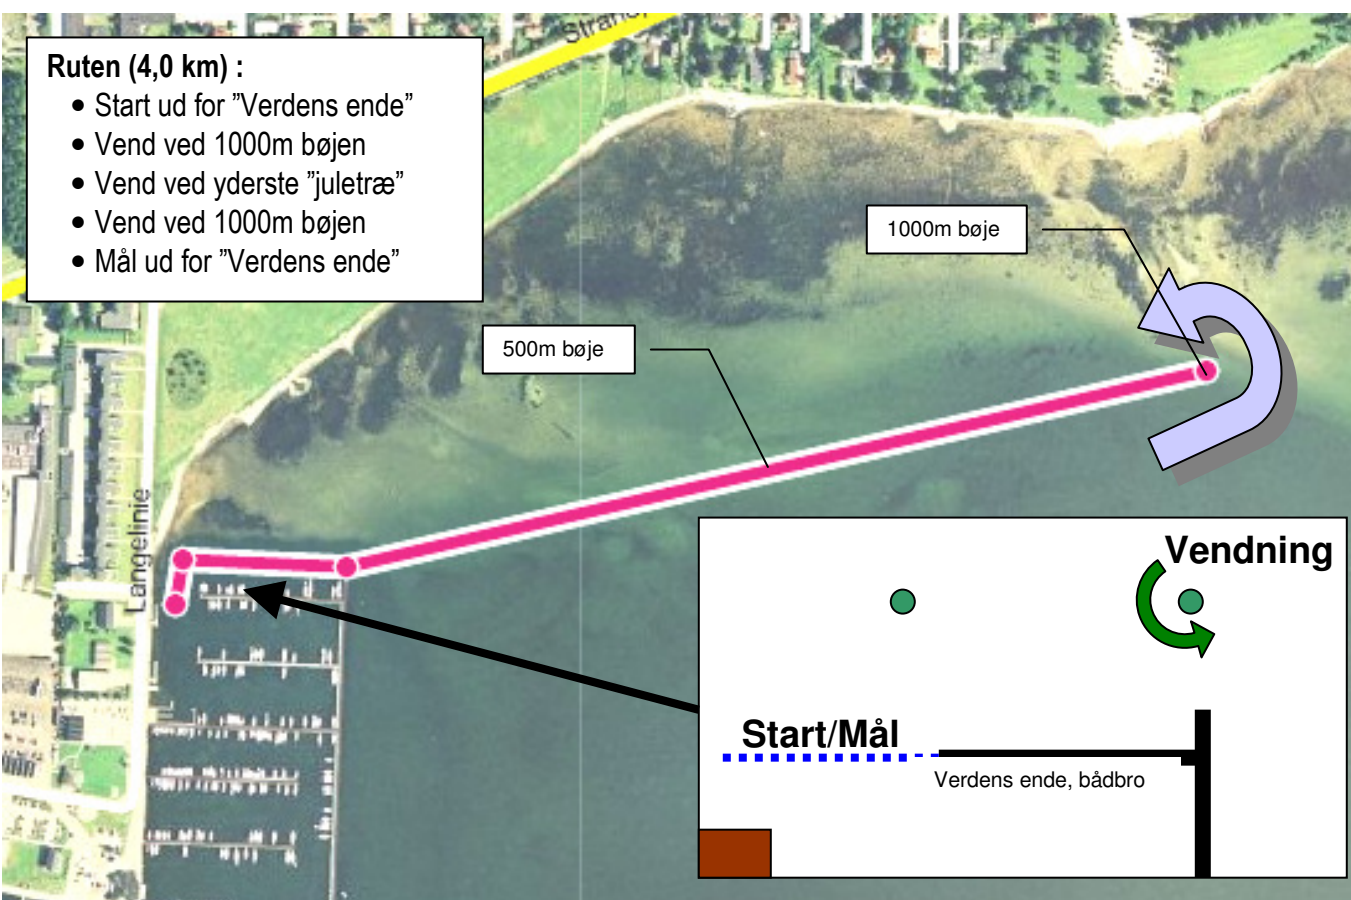 Ruten (4,0 km) :
• Start ud for ”Verdens ende”
• Vend ved 1000m bøjen
• Vend ved yderste ”juletræ”
• Vend ved 1000m bøjen
• Mål ud for ”Verdens ende”
1000m bøje
500m bøje
Langelinie
Vendning
Start/Mål
Verdens ende, bådbro